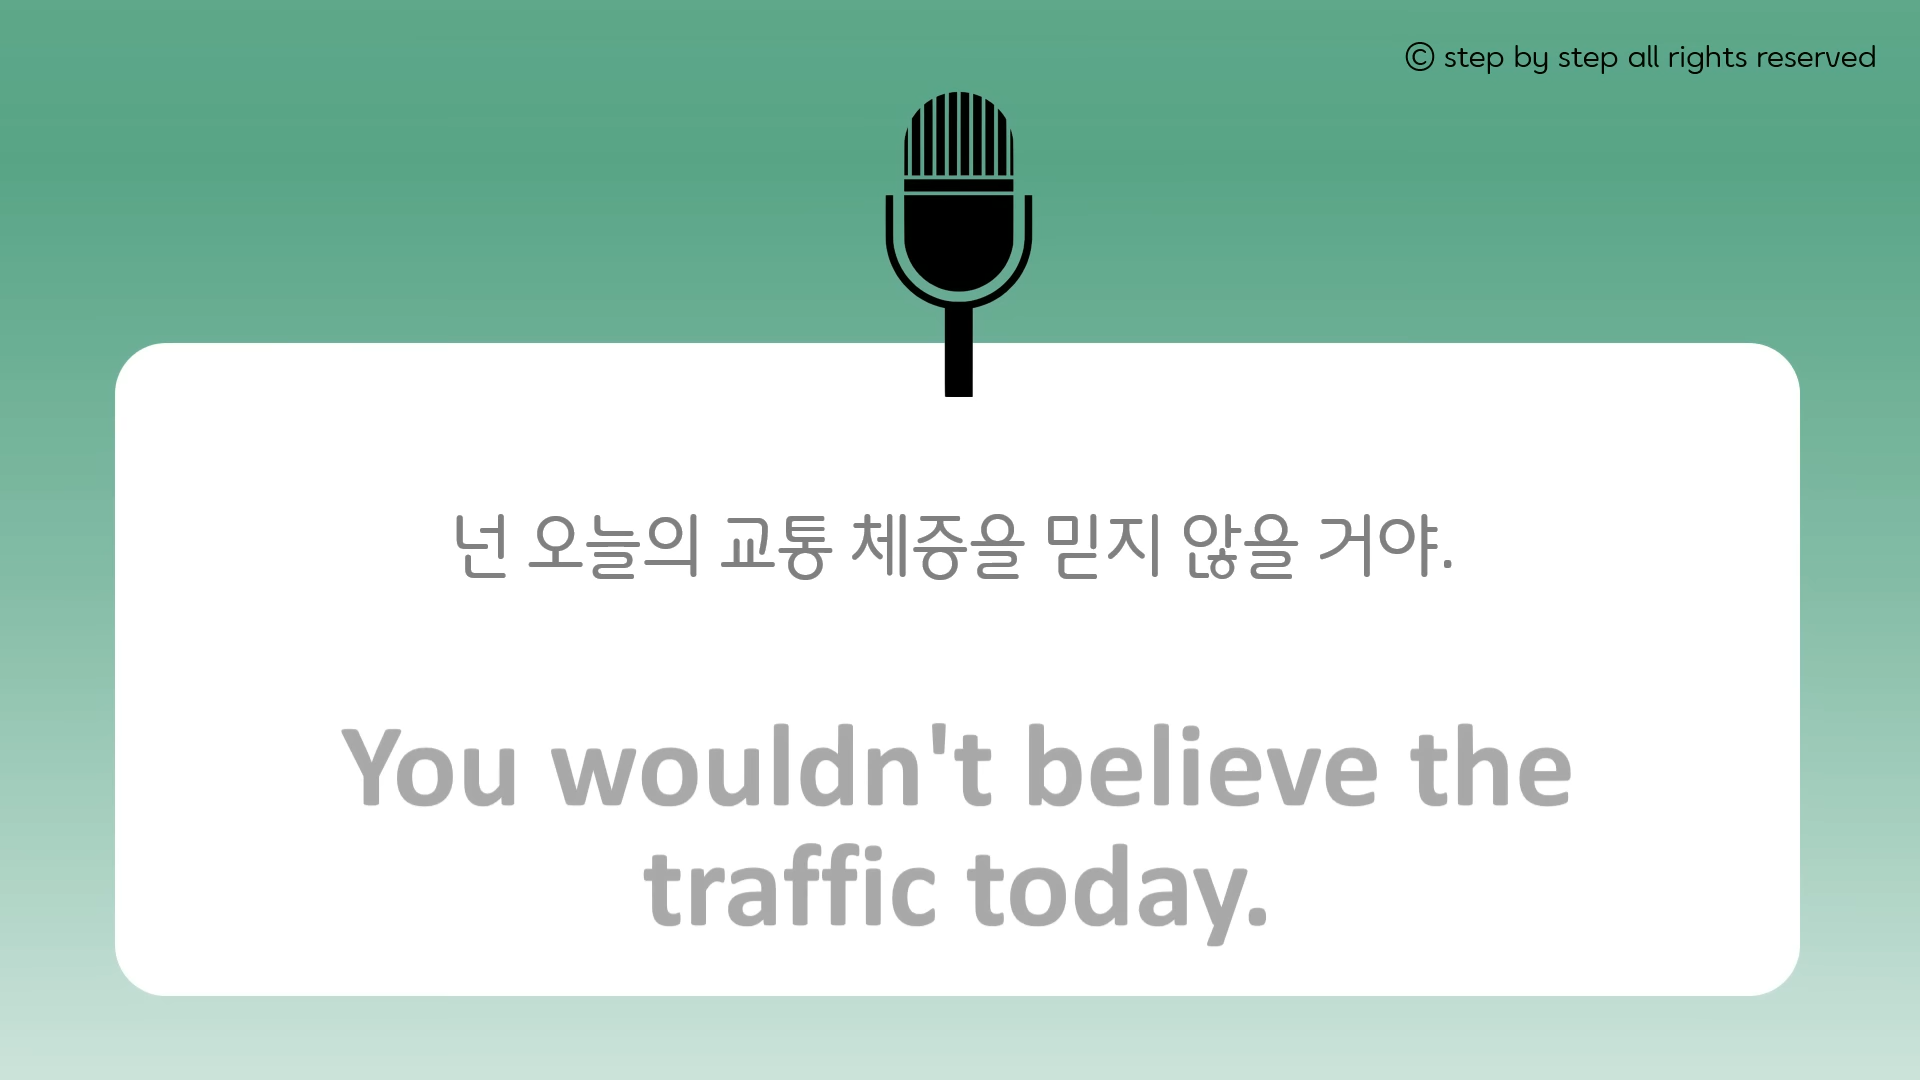 © step by step all rights reserved
넌 오늘의 교통 체증을 믿지 않을 거야.
You wouldn't believe the
traffic today.